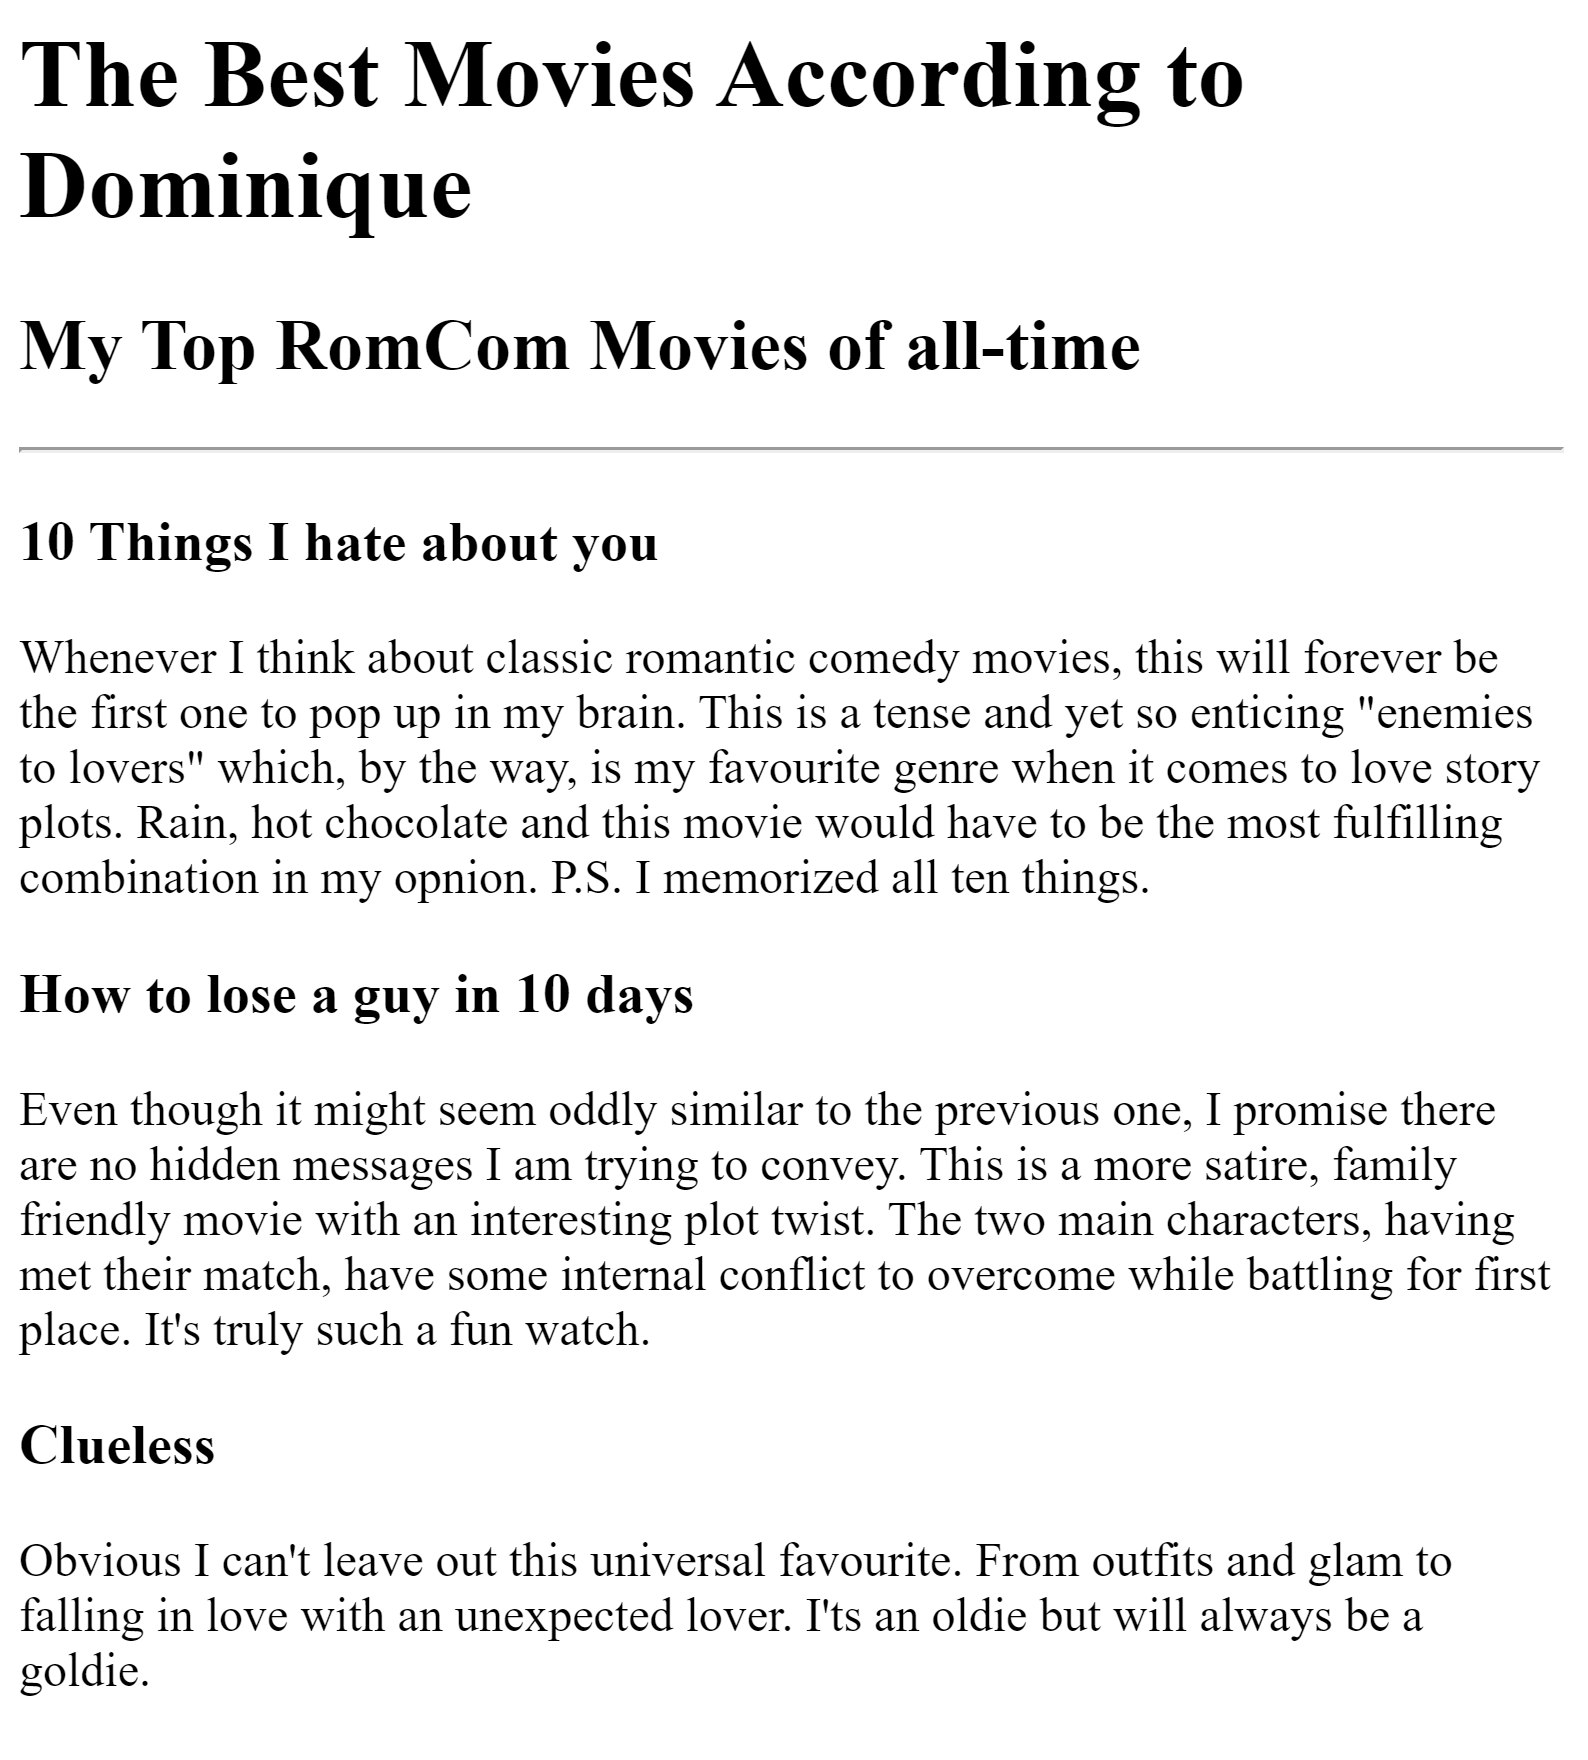 The Best Movies According to
Dominique
My Top RomCom Movies of all-time
10 Things I hate about you
Whenever I think about classic romantic comedy movies, this will forever be
the first one to pop up in my brain. This is a tense and yet so enticing "enemies
to lovers" which, by the way, is my favourite genre when it comes to love story
plots. Rain, hot chocolate and this movie would have to be the most fulfilling
combination in my opnion. P.S. I memorized all ten things.
How to lose a guy in 10 days
Even though it might seem oddly similar to the previous one, I promise there
are no hidden messages I am trying to convey. This is a more satire, family
friendly movie with an interesting plot twist. The two main characters, having
met their match, have some internal conflict to overcome while battling for first
place. It's truly such a fun watch.
Clueless
Obvious I can't leave out this universal favourite. From outfits and glam to
falling in love with an unexpected lover. I'ts an oldie but will always be a
goldie.